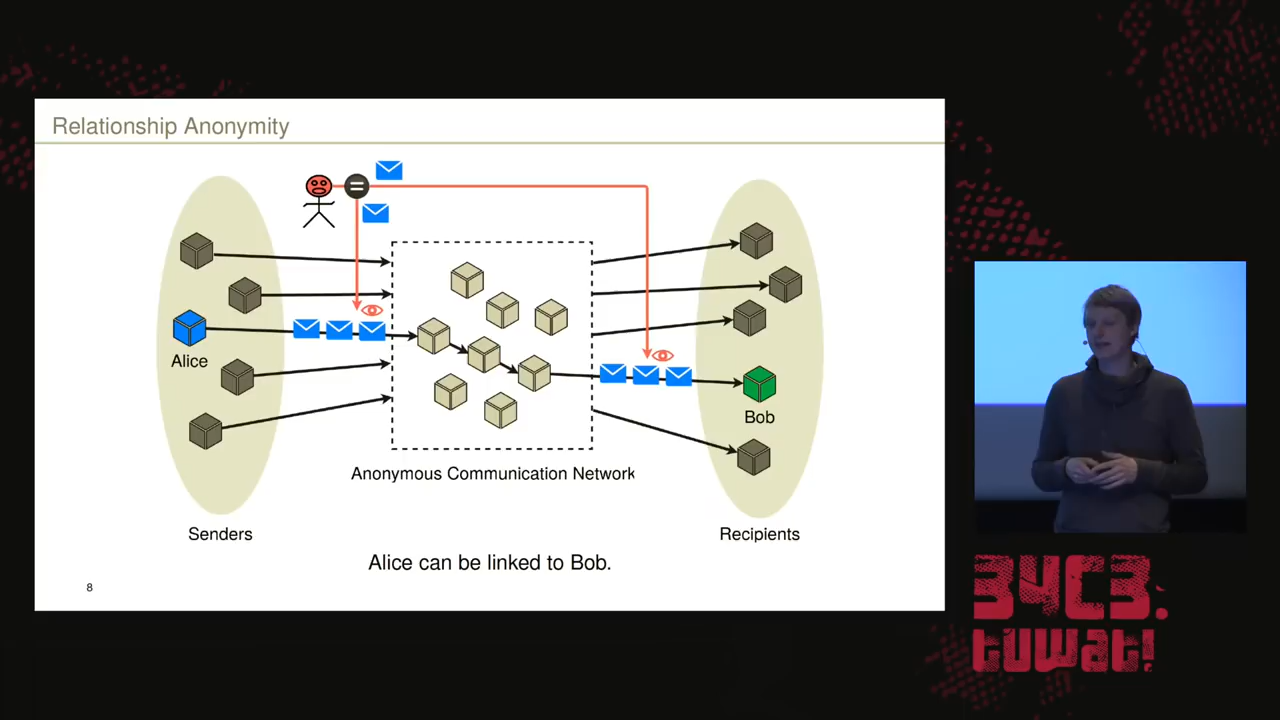 Relationship Anonymity
=
Alice
Bob
Anonymous Communication Network
Senders
Recipients
Alice can be linked to Bob.
8
34C3.
tuwat!